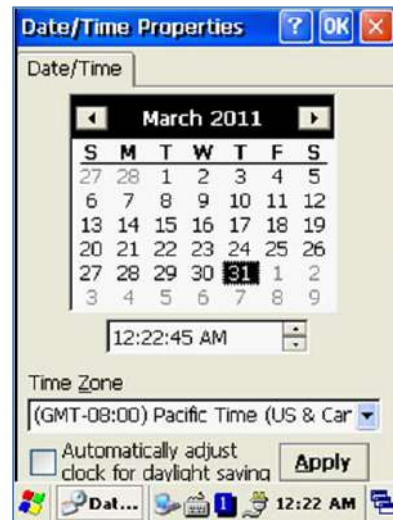 Date/Time Properties ? OK ×
Date/Time
March 2011
S M T W T F S
27 28 1 2 3 4 5
6 7 8 9 10 11 12
13 14 15 16 17 18 19
20 21 22 23 24 25 26
27 28 29 30 31 1 2
3 4 5 6 7 8 9
12:22:45 AM
Time Zone
(GMT-08:00) Pacific Time (US & Car
Automatically adjust
clock for daylight saving
Apply
Dat... 1 12:22 AM